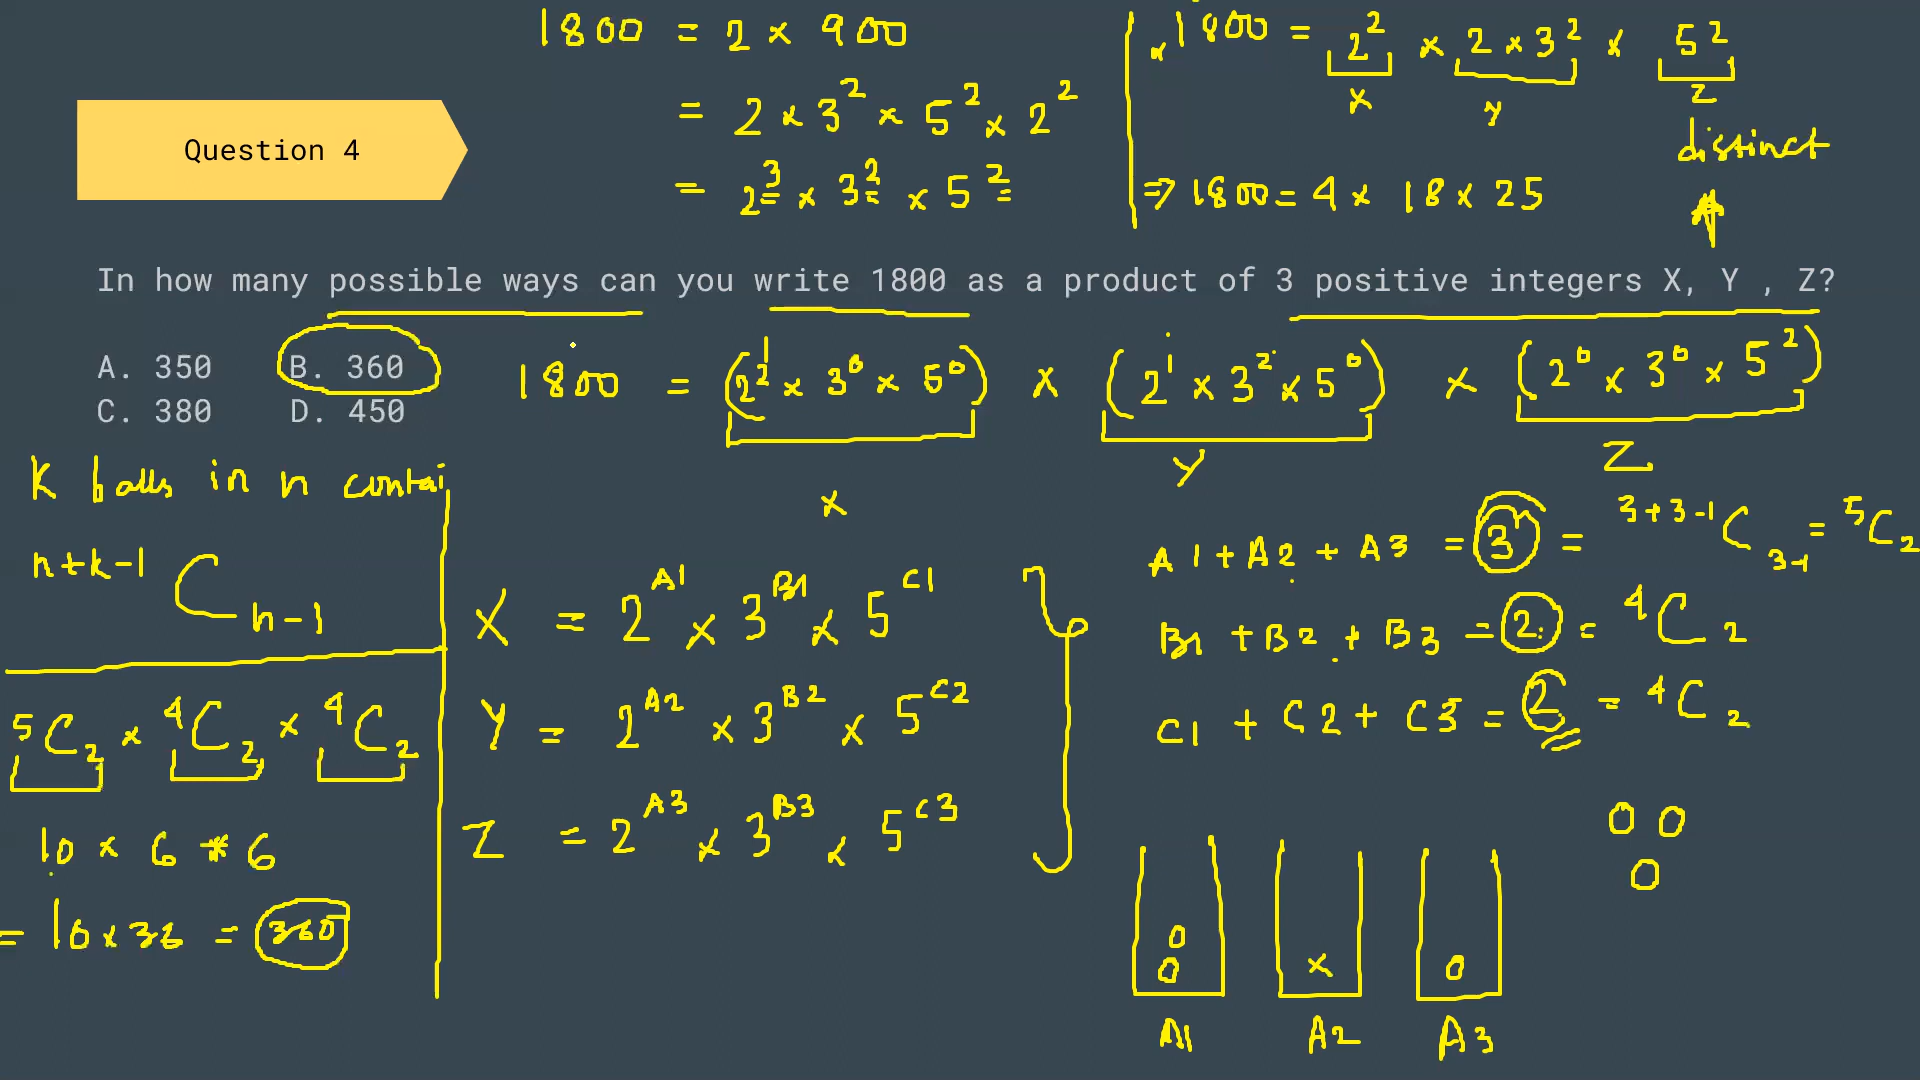 1800 = 2 × 900
= 2 × 3² × 5² × 2²
= 2³ × 3² × 5²
1800 = 2² × 2 × 3² × 5²
X Y Z
distinct
⇒ 1800 = 4 × 18 × 25
Question 4
In how many possible ways can you write 1800 as a product of 3 positive integers X, Y , Z?
A. 350 B. 360
C. 380 D. 450
1800 = (2² × 3⁰ × 5⁰) × (2¹ × 3² × 5⁰) × (2⁰ × 3⁰ × 5²)
X Y Z
K balls in n contai
n+k-1 C n-1
⁵C₂ × ⁴C₂ × ⁴C₂
10 × 6 * 6
= 10 × 36 = 360
X = 2^A1 × 3^B1 × 5^C1
Y = 2^A2 × 3^B2 × 5^C2
Z = 2^A3 × 3^B3 × 5^C3
A1 + A2 + A3 = 3 = 3+3-1 C 3-1 = ⁵C₂
B1 + B2 + B3 = 2 = ⁴C₂
C1 + C2 + C3 = 2 = ⁴C₂
A1 A2 A3